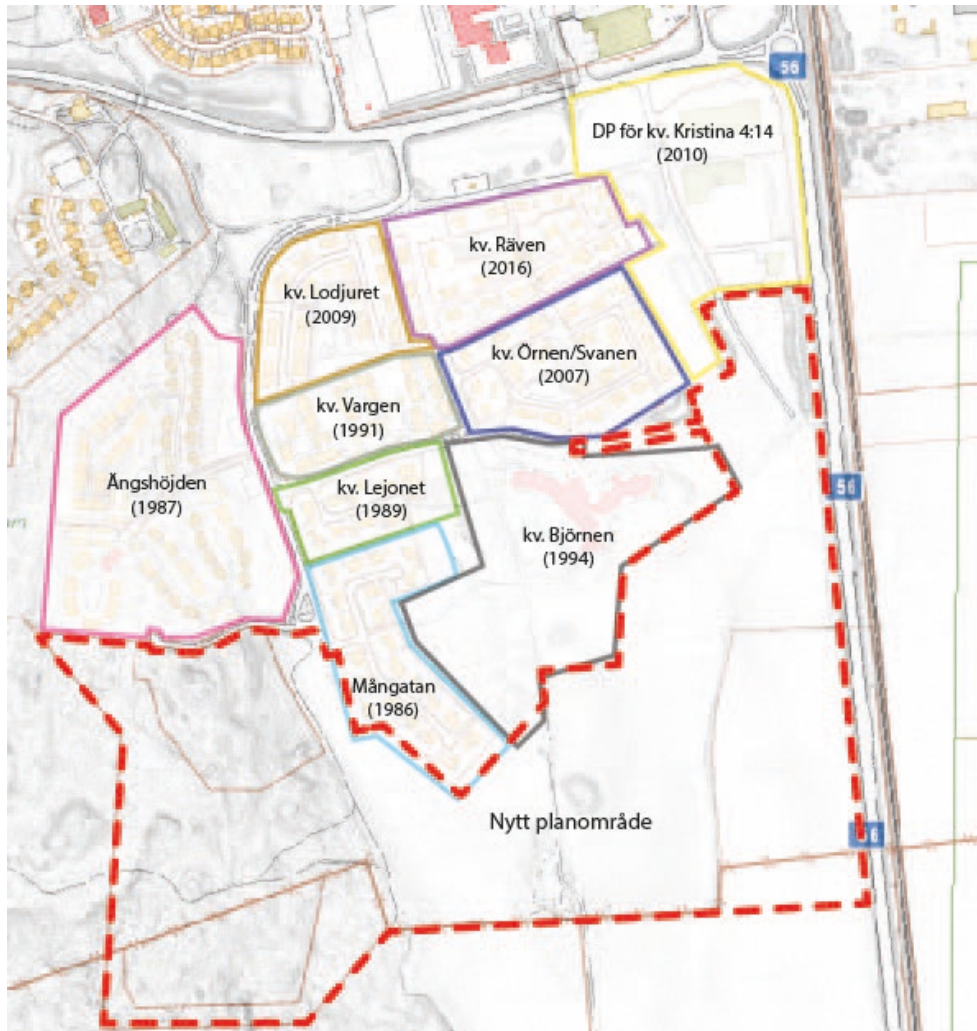 56
DP för kv. Kristina 4:14
(2010)
kv. Räven
(2016)
kv. Lodjuret
(2009)
kv. Örnen/Svanen
(2007)
kv. Vargen
(1991)
Ängshöjden
(1987)
kv. Lejonet
(1989)
56
kv. Björnen
(1994)
Mångatan
(1986)
Nytt planområde